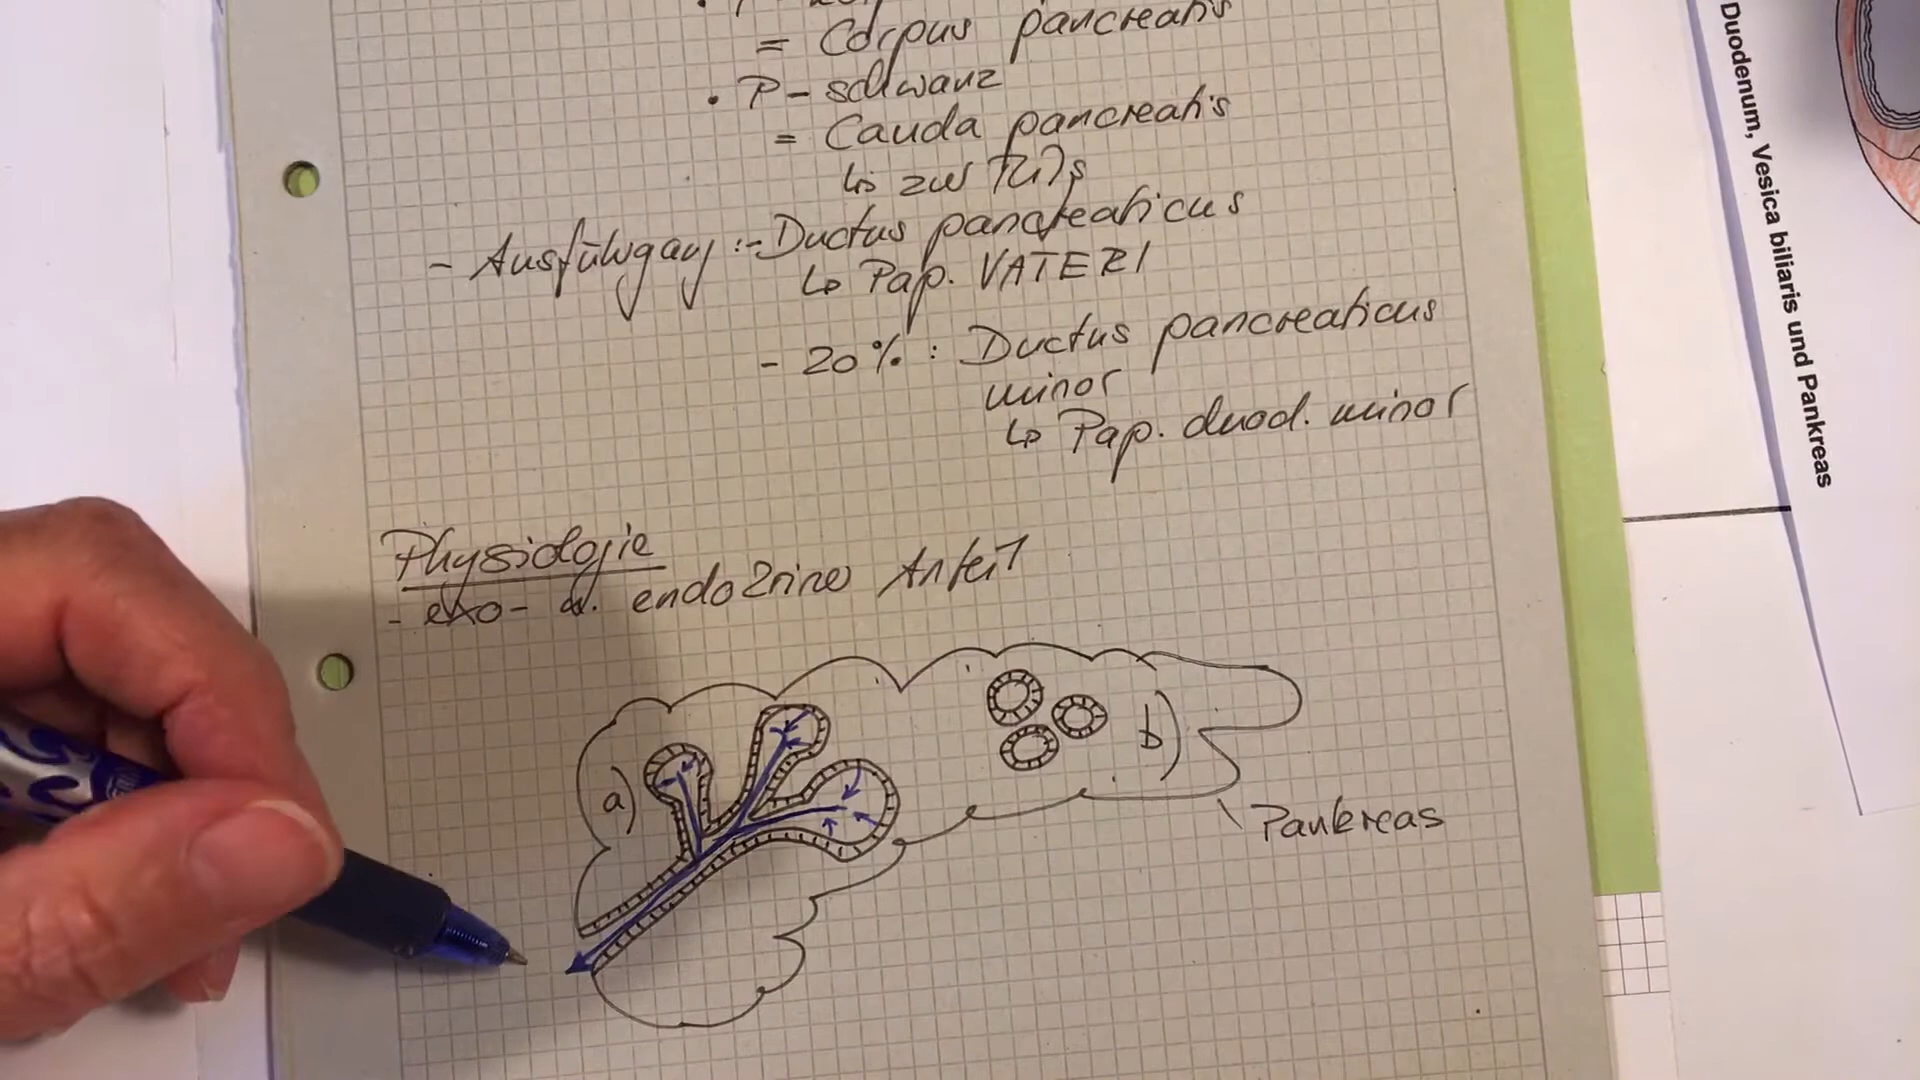 = Corpus pancreatis
• P-schwanz
= Cauda pancreatis
↳ zur Milz
- Ausführgang :- Ductus pancreaticus
↳ Pap. VATERI
- 20% : Ductus pancreaticus
minor
↳ Pap. duod. minor
Physiologie
- exo- u. endokriner Anteil
a)
b)
Pankreas
Duodenum, Vesica biliaris und Pankreas